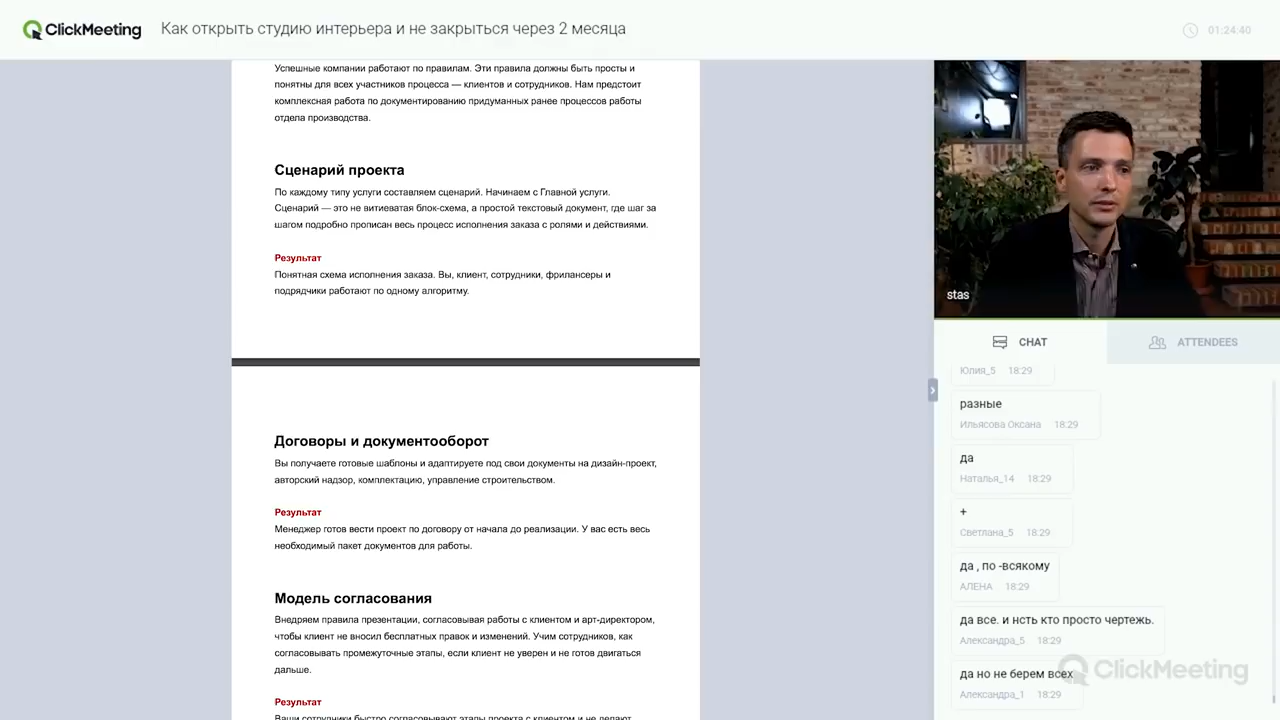 ClickMeeting
Как открыть студию интерьера и не закрыться через 2 месяца
01:24:40
Успешные компании работают по правилам. Эти правила должны быть просты и
понятны для всех участников процесса — клиентов и сотрудников. Нам предстоит
комплексная работа по документированию придуманных ранее процессов работы
отдела производства.
Сценарий проекта
По каждому типу услуги составляем сценарий. Начинаем с Главной услуги.
Сценарий — это не витиеватая блок-схема, а простой текстовый документ, где шаг за
шагом подробно прописан весь процесс исполнения заказа с ролями и действиями.
Результат
Понятная схема исполнения заказа. Вы, клиент, сотрудники, фрилансеры и
подрядчики работают по одному алгоритму.
Договоры и документооборот
Вы получаете готовые шаблоны и адаптируете под свои документы на дизайн-проект,
авторский надзор, комплектацию, управление строительством.
Результат
Менеджер готов вести проект по договору от начала до реализации. У вас есть весь
необходимый пакет документов для работы.
Модель согласования
Внедряем правила презентации, согласовывая работы с клиентом и арт-директором,
чтобы клиент не вносил бесплатных правок и изменений. Учим сотрудников, как
согласовывать промежуточные этапы, если клиент не уверен и не готов двигаться
дальше.
Результат
Ваши сотрудники быстро согласовывают этапы проекта с клиентом и не делают
stas
CHAT
ATTENDEES
Юлия_5 18:29
разные
Ильясова Оксана 18:29
да
Наталья_14 18:29
+
Светлана_5 18:29
да , по -всякому
АЛЕНА 18:29
да все. и нсть кто просто чертежь.
Александра_5 18:29
да но не берем всех
Александра_1 18:29
ClickMeeting